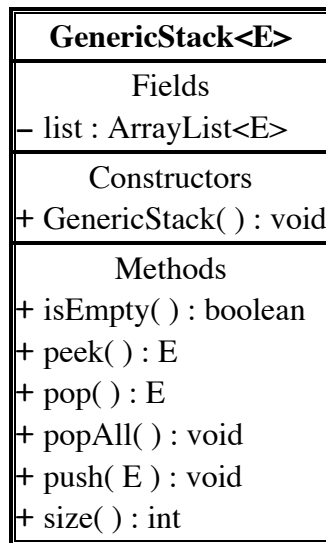 GenericStack<E>
Fields
− list : ArrayList<E>
Constructors
+ GenericStack( ) : void
Methods
+ isEmpty( ) : boolean
+ peek( ) : E
+ pop( ) : E
+ popAll( ) : void
+ push( E ) : void
+ size( ) : int